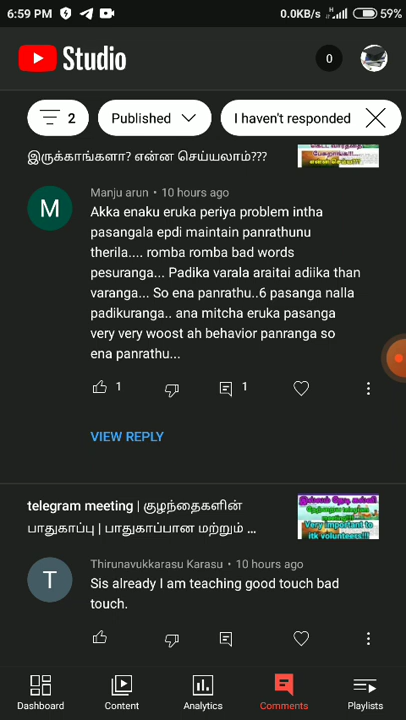 6:59 PM
0.0KB/s
59%
Studio
0
2
Published
I haven't responded
இருக்காங்களா? என்ன செய்யலாம்???
Manju arun • 10 hours ago
M
Akka enaku eruka periya problem intha
pasangala epdi maintain panrathunu
therila.... romba romba bad words
pesuranga... Padika varala araitai adiika than
varanga... So ena panrathu..6 pasanga nalla
padikuranga.. ana mitcha eruka pasanga
very very woost ah behavior panranga so
ena panrathu...
1
1
VIEW REPLY
telegram meeting | குழந்தைகளின்
பாதுகாப்பு | பாதுகாப்பான மற்றும் ...
Very important to
itk volunteers!!!
Thirunavukkarasu Karasu • 10 hours ago
T
Sis already I am teaching good touch bad
touch.
Dashboard
Content
Analytics
Comments
Playlists